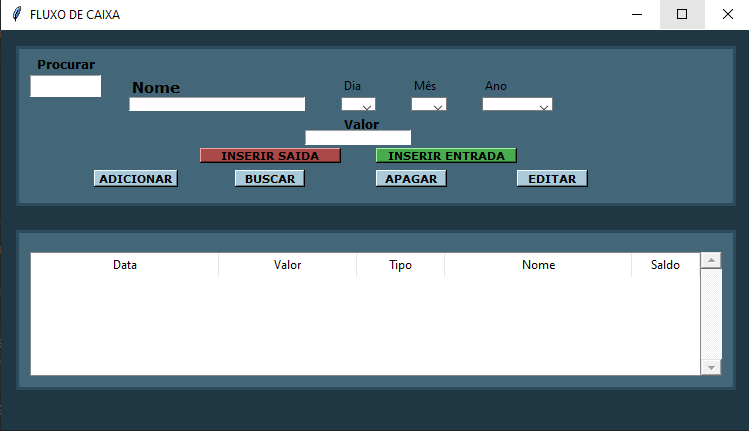 FLUXO DE CAIXA
Procurar
Nome
Dia Mês Ano
Valor
INSERIR SAIDA INSERIR ENTRADA
ADICIONAR BUSCAR APAGAR EDITAR
Data Valor Tipo Nome Saldo